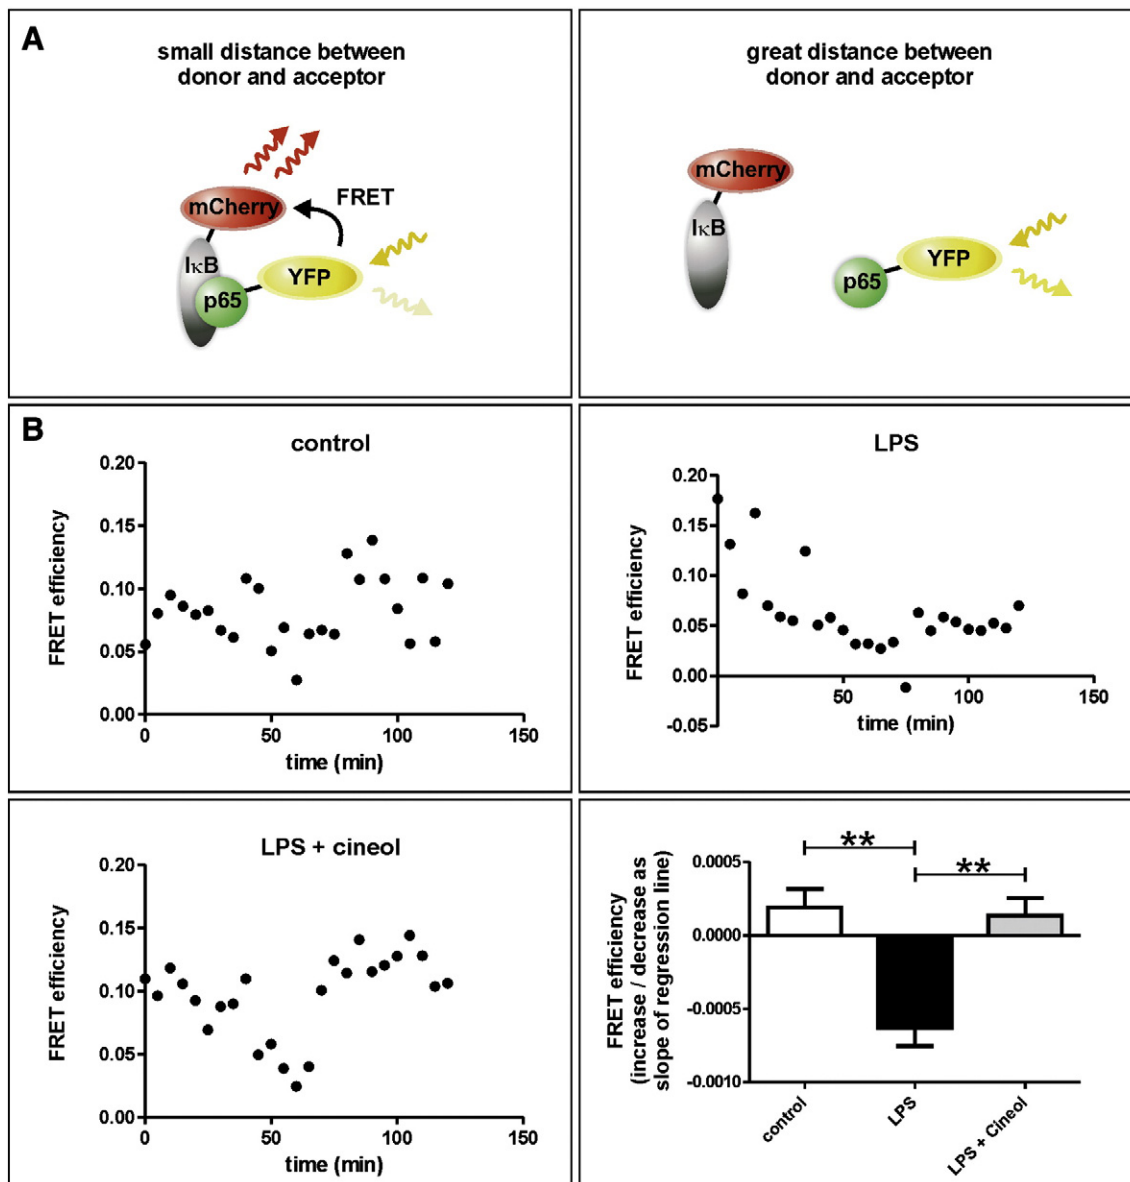 A
small distance between
donor and acceptor
mCherry
FRET
IκB
YFP
p65
great distance between
donor and acceptor
mCherry
IκB
YFP
p65
B
control
FRET efficiency
0.20
0.15
0.10
0.05
0.00
0
50
100
150
time (min)
LPS
FRET efficiency
0.20
0.15
0.10
0.05
0.00
-0.05
50
100
150
time (min)
LPS + cineol
FRET efficiency
0.20
0.15
0.10
0.05
0.00
0
50
100
150
time (min)
FRET efficiency
(increase / decrease as
slope of regression line)
0.0005
0.0000
-0.0005
-0.0010
**
**
control
LPS
LPS + Cineol